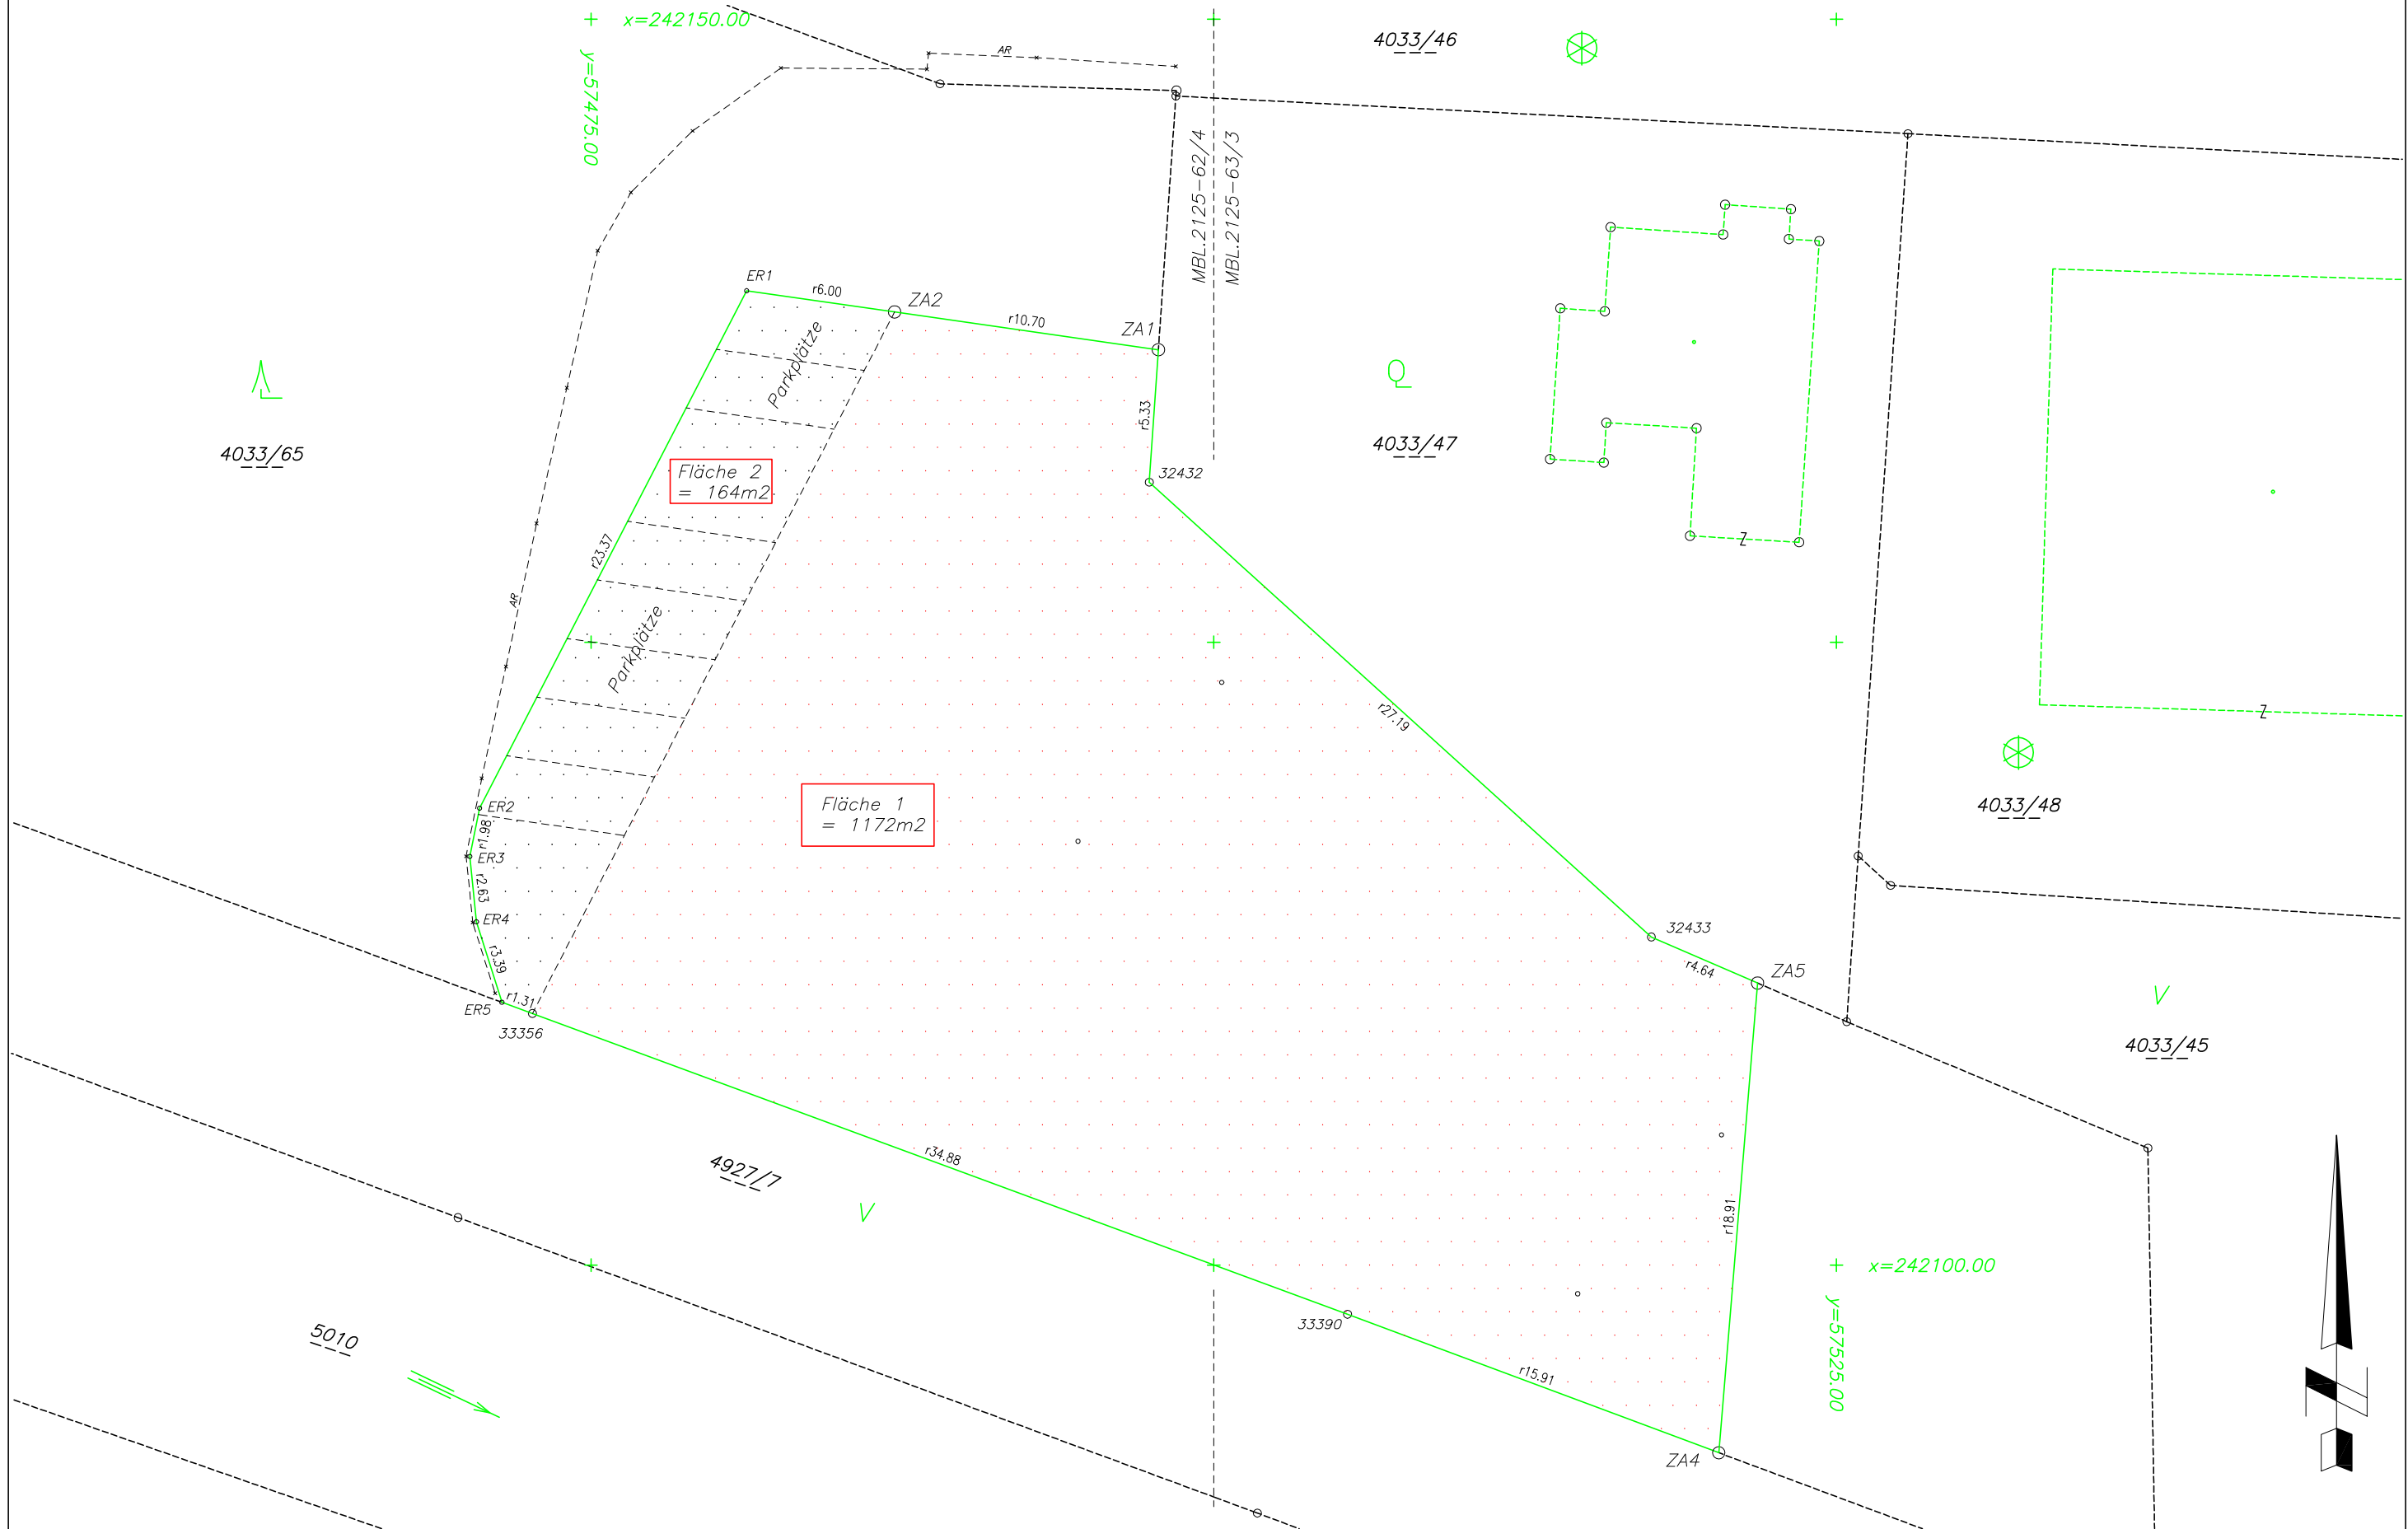 x=242150.00
y=57475.00
AR
4033/46
MBL.2125-62/4
MBL.2125-63/3
ER1
r6.00
ZA2
r10.70
ZA1
Parkplätze
r5.33
4033/65
4033/47
Fläche 2
= 164m2
32432
r23.37
Z
AR
Parkplätze
r27.19
Z
Fläche 1
= 1172m2
4033/48
ER2
r1.98
ER3
r2.63
ER4
r3.39
ER5
r1.31
33356
32433
r4.64
ZA5
4033/45
r34.88
4927/7
r18.91
x=242100.00
y=57525.00
33390
5010
r15.91
ZA4